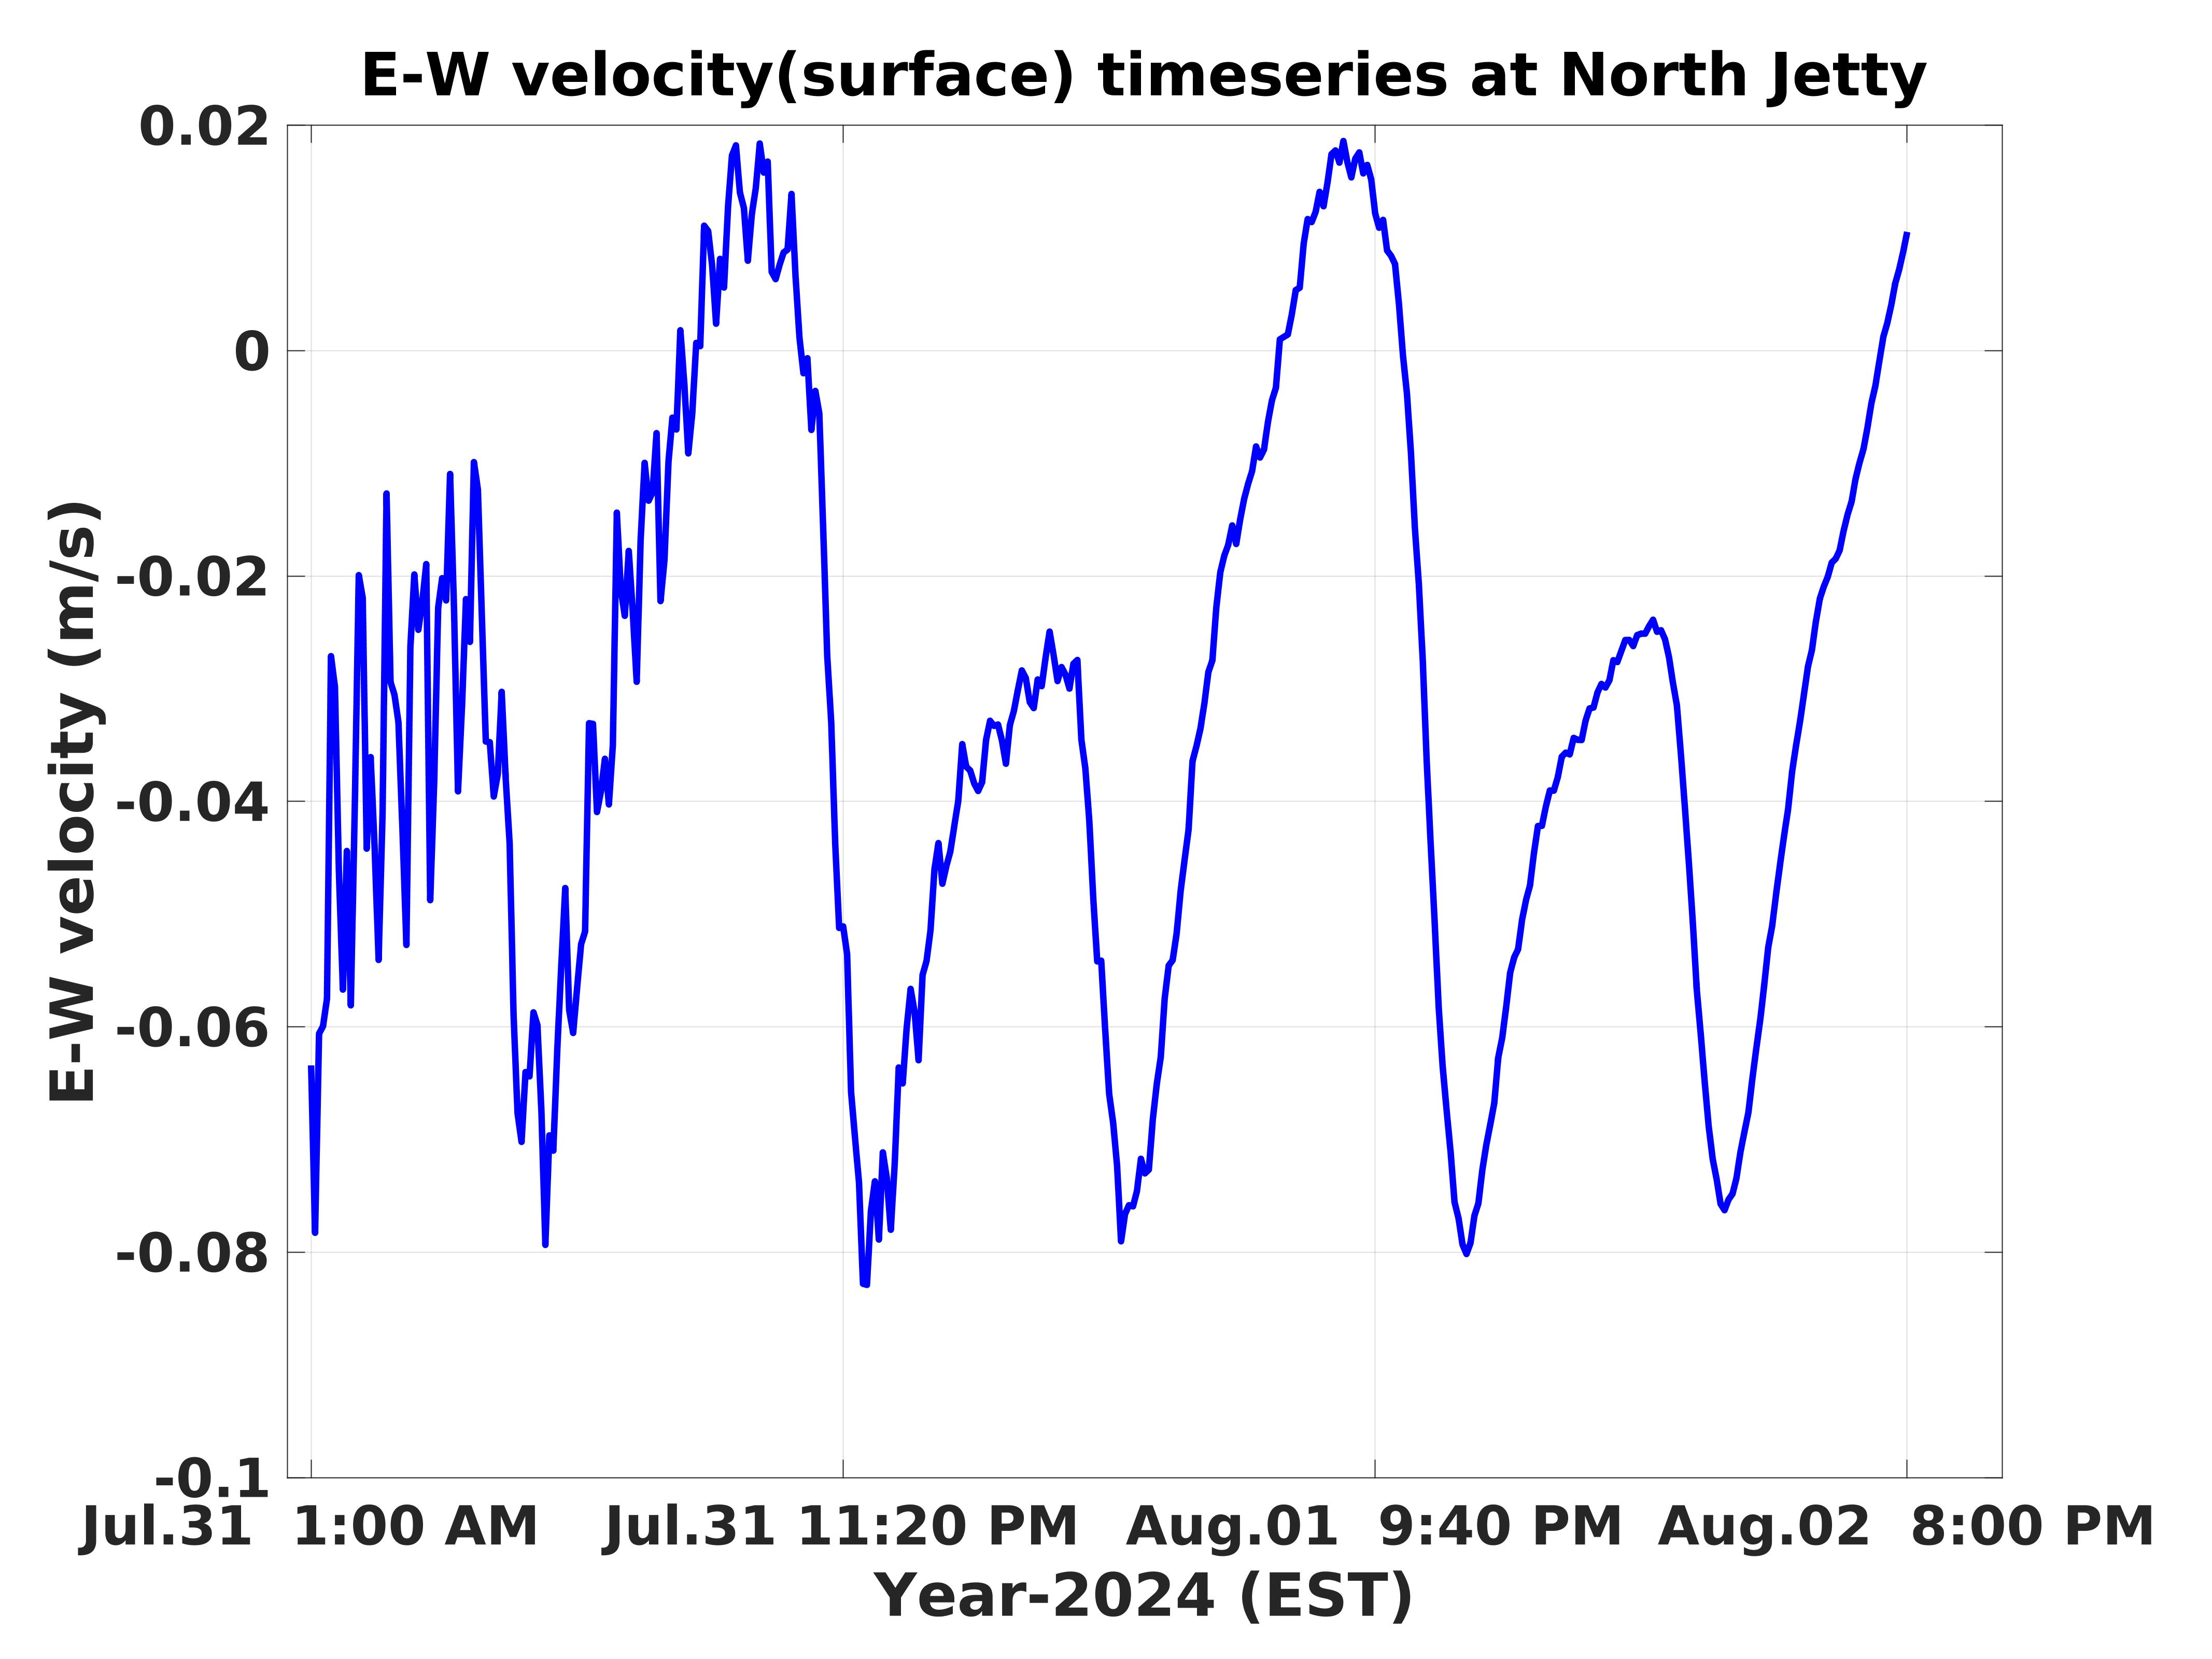 E-W velocity(surface) timeseries at North Jetty
E-W velocity (m/s)
0.02
0
-0.02
-0.04
-0.06
-0.08
-0.1
Jul.31 1:00 AM Jul.31 11:20 PM Aug.01 9:40 PM Aug.02 8:00 PM
Year-2024 (EST)